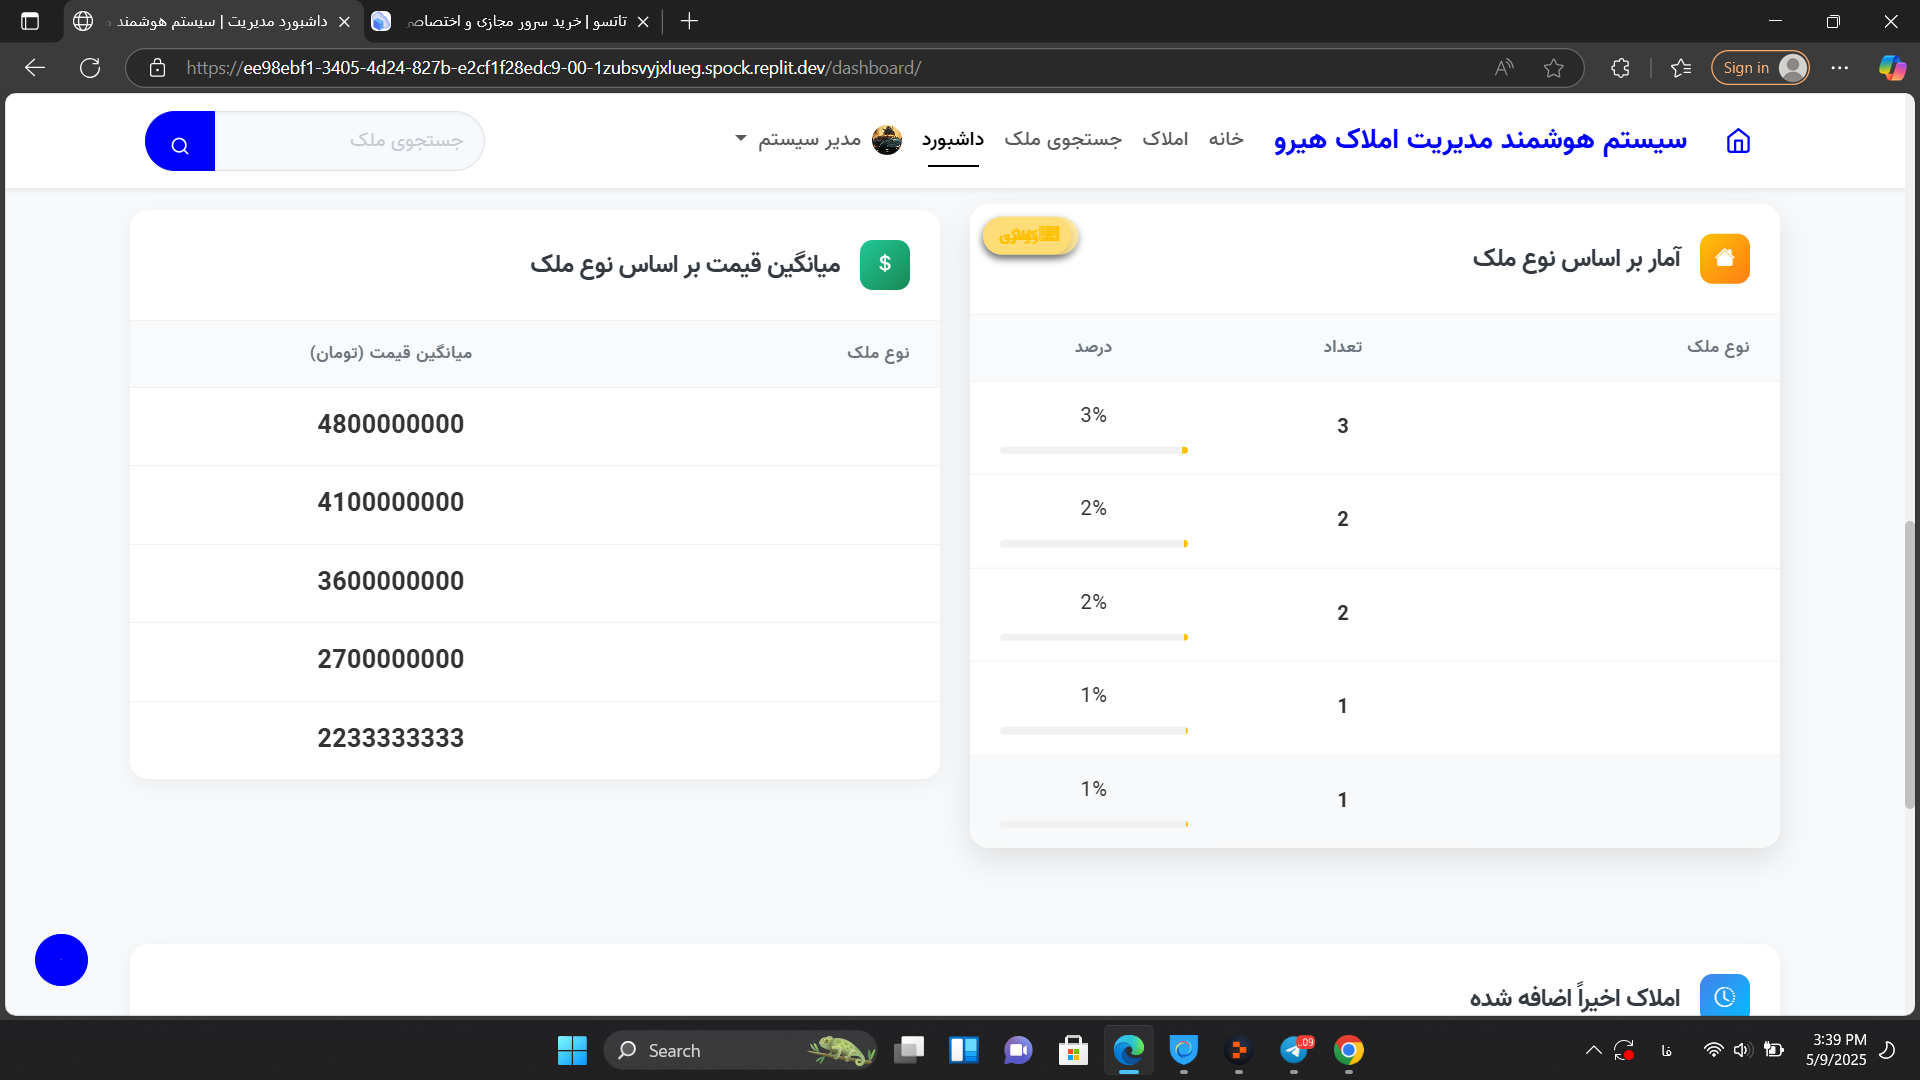 داشبورد مدیریت | سیستم هوشمند
تاتسو | خرید سرور مجازی و اختصاصی
https://ee98ebf1-3405-4d24-827b-e2cf1f28edc9-00-1zubsvyjxlueg.spock.replit.dev/dashboard/
Sign in
سیستم هوشمند مدیریت املاک هیرو
خانه
املاک
جستجوی ملک
داشبورد
مدیر سیستم
جستجوی ملک
آمار بر اساس نوع ملک
نوع ملک تعداد درصد
3 3%
2 2%
2 2%
1 1%
1 1%
میانگین قیمت بر اساس نوع ملک
$
نوع ملک میانگین قیمت (تومان)
4800000000
4100000000
3600000000
2700000000
2233333333
املاک اخیراً اضافه شده
Search
فا
3:39 PM
5/9/2025